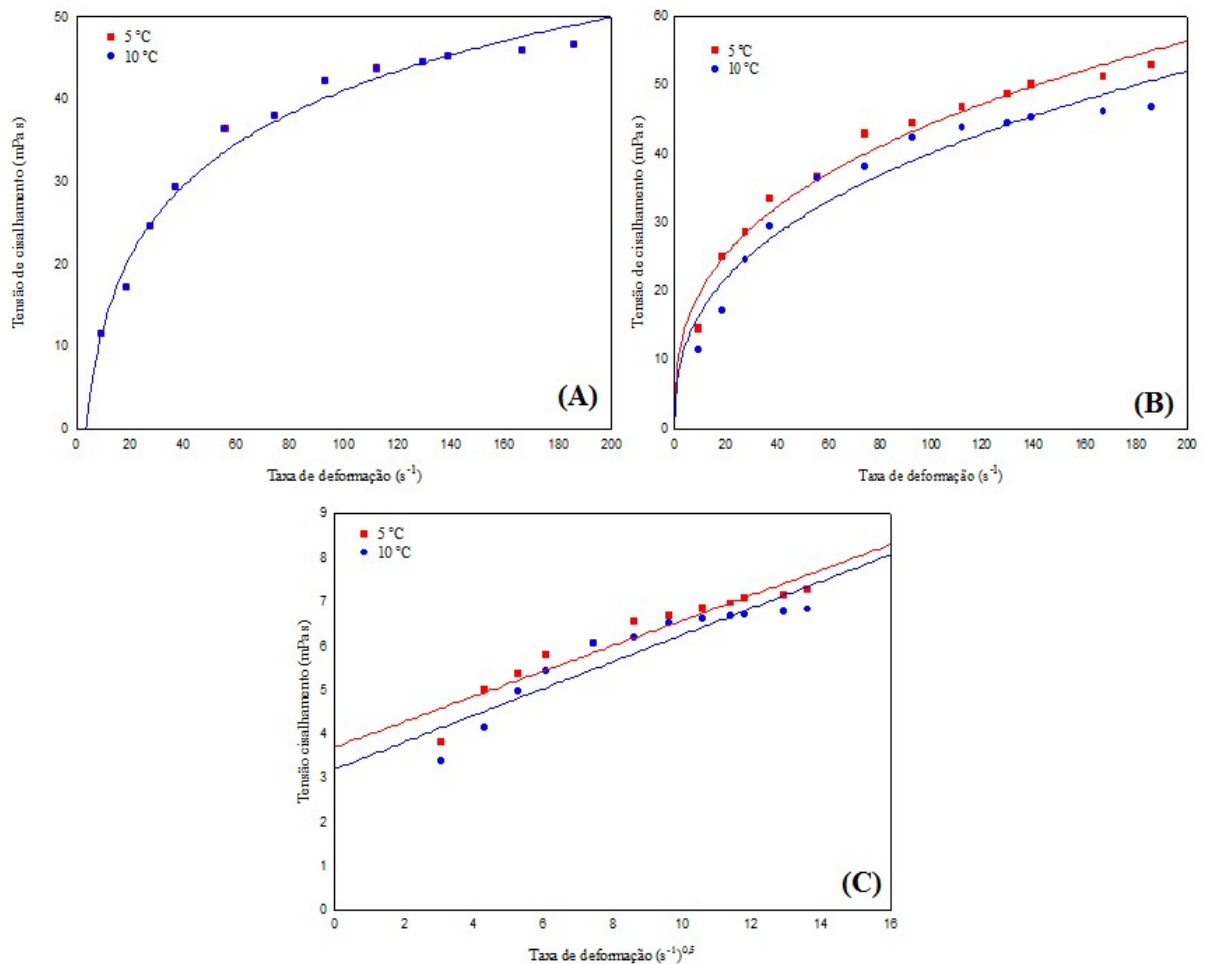 50
40
30
20
10
0
Tensão cisalhamento (mPa s)
5 °C
10 °C
(A)
0 20 40 60 80 100 120 140 160 180 200
Taxa de deformação (s⁻¹)
60
50
40
30
20
10
0
Tensão de cisalhamento (mPa s)
5 °C
10 °C
(B)
0 20 40 60 80 100 120 140 160 180 200
Taxa de deformação (s⁻¹)
9
8
7
6
5
4
3
2
1
0
Tensão cisalhamento (mPa s)
5 °C
10 °C
(C)
0 2 4 6 8 10 12 14 16
Taxa de deformação (s⁻¹)⁰,⁵